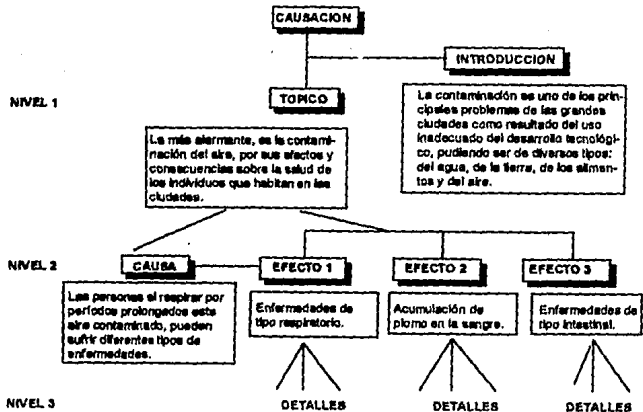 CAUSACION
INTRODUCCION
NIVEL 1
TOPICO
La contaminación es uno de los prin-
cipales problemas de las grandes
ciudades como resultado del uso
inadecuado del desarrollo tecnológi-
co, pudiendo ser de diversos tipos:
del agua, de la tierra, de los alimen-
tos y del aire.
La más alarmante, es la contami-
nación del aire, por sus efectos y
consecuencias sobre la salud de
los individuos que habitan en las
ciudades.
NIVEL 2
CAUSA
EFECTO 1
EFECTO 2
EFECTO 3
Las personas al respirar por
períodos prolongados este
aire contaminado, pueden
sufrir diferentes tipos de
enfermedades.
Enfermedades de
tipo respiratorio.
Acumulación de
plomo en la sangre.
Enfermedades de
tipo intestinal.
NIVEL 3
DETALLES
DETALLES
DETALLES